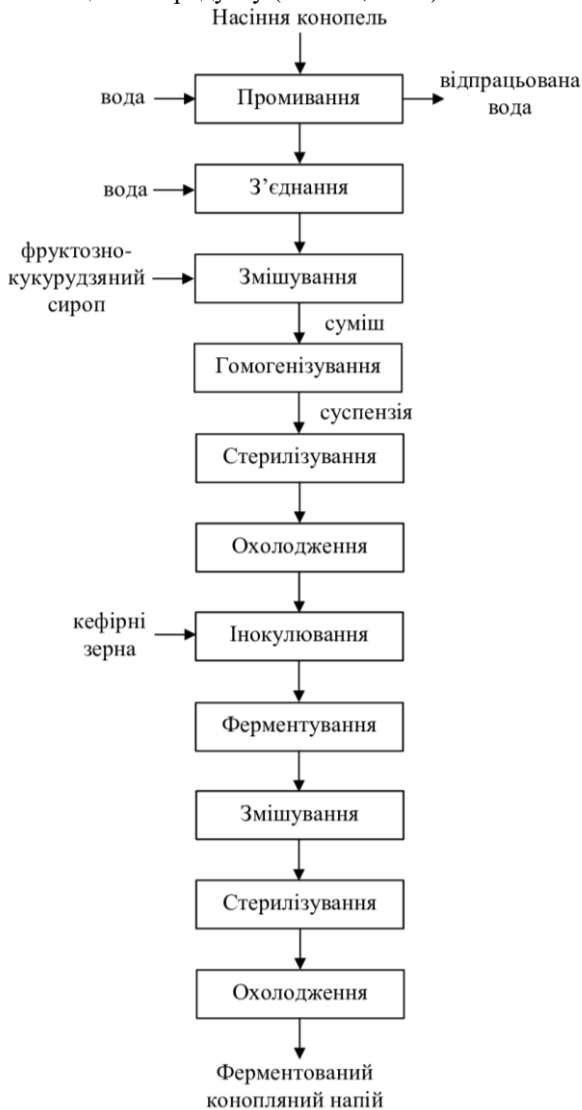 Насіння конопель
вода
Промивання
відпрацьована
вода
вода
З’єднання
фруктозно-
кукурудзяний
сироп
Змішування
суміш
Гомогенізування
суспензія
Стерилізування
Охолодження
кефірні
зерна
Інокулювання
Ферментування
Змішування
Стерилізування
Охолодження
Ферментований
конопляний напій